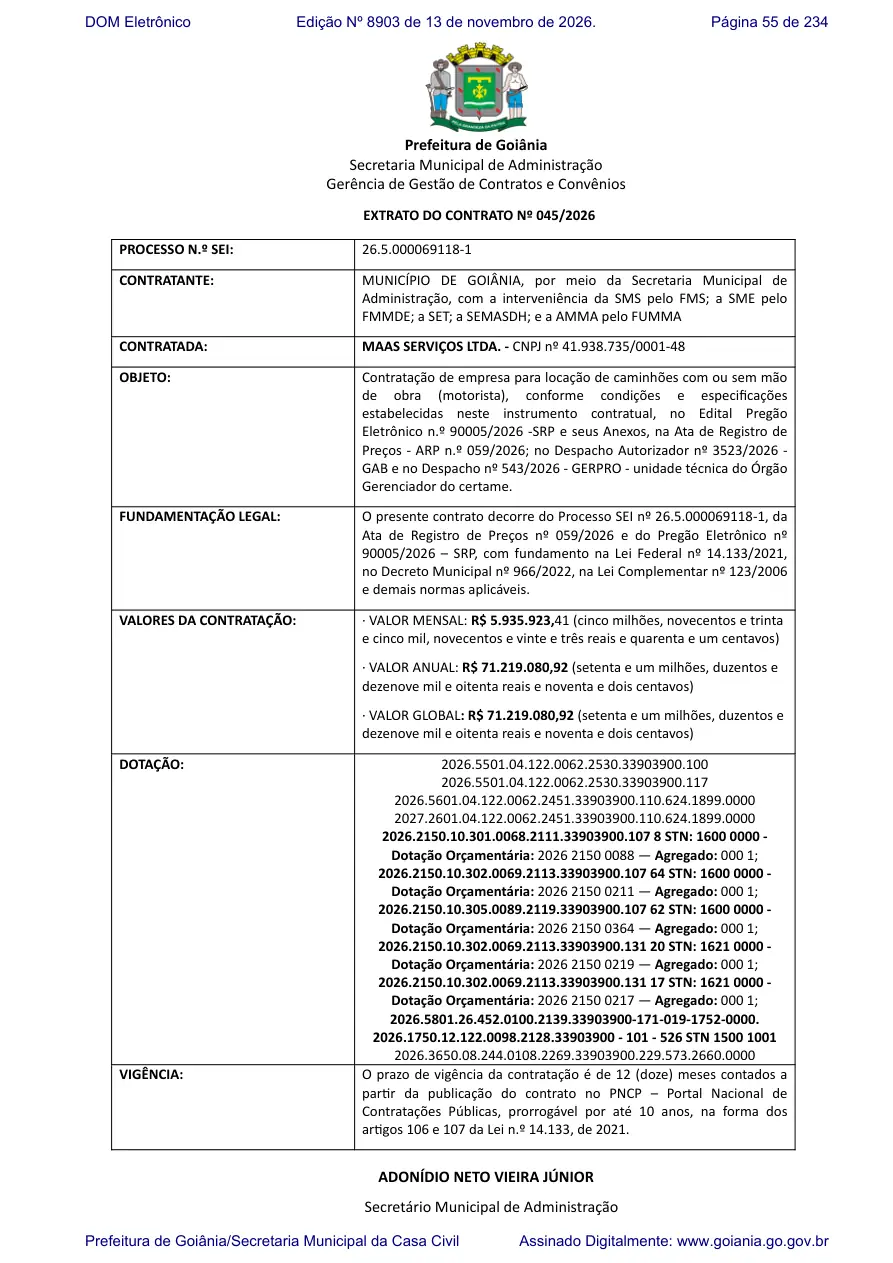 DOM Eletrônico Edição Nº 8903 de 13 de novembro de 2026. Página 55 de 234
Prefeitura de Goiânia
Secretaria Municipal de Administração
Gerência de Gestão de Contratos e Convênios
EXTRATO DO CONTRATO Nº 045/2026
PROCESSO N.º SEI: 26.5.000069118-1
CONTRATANTE: MUNICÍPIO DE GOIÂNIA, por meio da Secretaria Municipal de
Administração, com a interveniência da SMS pelo FMS; a SME pelo
FMMDE; a SET; a SEMASDH; e a AMMA pelo FUMMA
CONTRATADA: MAAS SERVIÇOS LTDA. - CNPJ nº 41.938.735/0001-48
OBJETO: Contratação de empresa para locação de caminhões com ou sem mão
de obra (motorista), conforme condições e especificações
estabelecidas neste instrumento contratual, no Edital Pregão
Eletrônico n.º 90005/2026 -SRP e seus Anexos, na Ata de Registro de
Preços - ARP n.º 059/2026; no Despacho Autorizador nº 3523/2026 -
GAB e no Despacho nº 543/2026 - GERPRO - unidade técnica do Órgão
Gerenciador do certame.
FUNDAMENTAÇÃO LEGAL: O presente contrato decorre do Processo SEI nº 26.5.000069118-1, da
Ata de Registro de Preços nº 059/2026 e do Pregão Eletrônico nº
90005/2026 – SRP, com fundamento na Lei Federal nº 14.133/2021,
no Decreto Municipal nº 966/2022, na Lei Complementar nº 123/2006
e demais normas aplicáveis.
VALORES DA CONTRATAÇÃO: · VALOR MENSAL: R$ 5.935.923,41 (cinco milhões, novecentos e trinta
e cinco mil, novecentos e vinte e três reais e quarenta e um centavos)
· VALOR ANUAL: R$ 71.219.080,92 (setenta e um milhões, duzentos e
dezenove mil e oitenta reais e noventa e dois centavos)
· VALOR GLOBAL: R$ 71.219.080,92 (setenta e um milhões, duzentos e
dezenove mil e oitenta reais e noventa e dois centavos)
DOTAÇÃO: 2026.5501.04.122.0062.2530.33903900.100
2026.5501.04.122.0062.2530.33903900.117
2026.5601.04.122.0062.2451.33903900.110.624.1899.0000
2027.2601.04.122.0062.2451.33903900.110.624.1899.0000
2026.2150.10.301.0068.2111.33903900.107 8 STN: 1600 0000 -
Dotação Orçamentária: 2026 2150 0088 — Agregado: 000 1;
2026.2150.10.302.0069.2113.33903900.107 64 STN: 1600 0000 -
Dotação Orçamentária: 2026 2150 0211 — Agregado: 000 1;
2026.2150.10.305.0089.2119.33903900.107 62 STN: 1600 0000 -
Dotação Orçamentária: 2026 2150 0364 — Agregado: 000 1;
2026.2150.10.302.0069.2113.33903900.131 20 STN: 1621 0000 -
Dotação Orçamentária: 2026 2150 0219 — Agregado: 000 1;
2026.2150.10.302.0069.2113.33903900.131 17 STN: 1621 0000 -
Dotação Orçamentária: 2026 2150 0217 — Agregado: 000 1;
2026.5801.26.452.0100.2139.33903900-171-019-1752-0000.
2026.1750.12.122.0098.2128.33903900 - 101 - 526 STN 1500 1001
2026.3650.08.244.0108.2269.33903900.229.573.2660.0000
VIGÊNCIA: O prazo de vigência da contratação é de 12 (doze) meses contados a
partir da publicação do contrato no PNCP – Portal Nacional de
Contratações Públicas, prorrogável por até 10 anos, na forma dos
artigos 106 e 107 da Lei n.º 14.133, de 2021.
ADONÍDIO NETO VIEIRA JÚNIOR
Secretário Municipal de Administração
Prefeitura de Goiânia/Secretaria Municipal da Casa Civil Assinado Digitalmente: www.goiania.go.gov.br